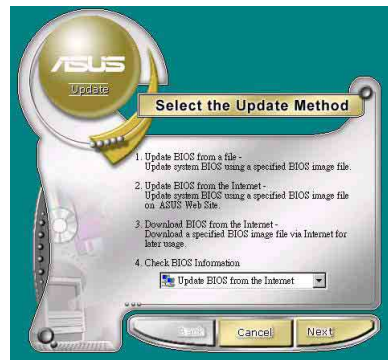 ASUS
Update
Select the Update Method
1. Update BIOS from a file -
Update system BIOS using a specified BIOS image file.
2. Update BIOS from the Internet -
Update system BIOS using a specified BIOS image file
on ASUS Web Site.
3. Download BIOS from the Internet -
Download a specified BIOS image file via Internet for
later usage.
4. Check BIOS Information
Update BIOS from the Internet
Back Cancel Next